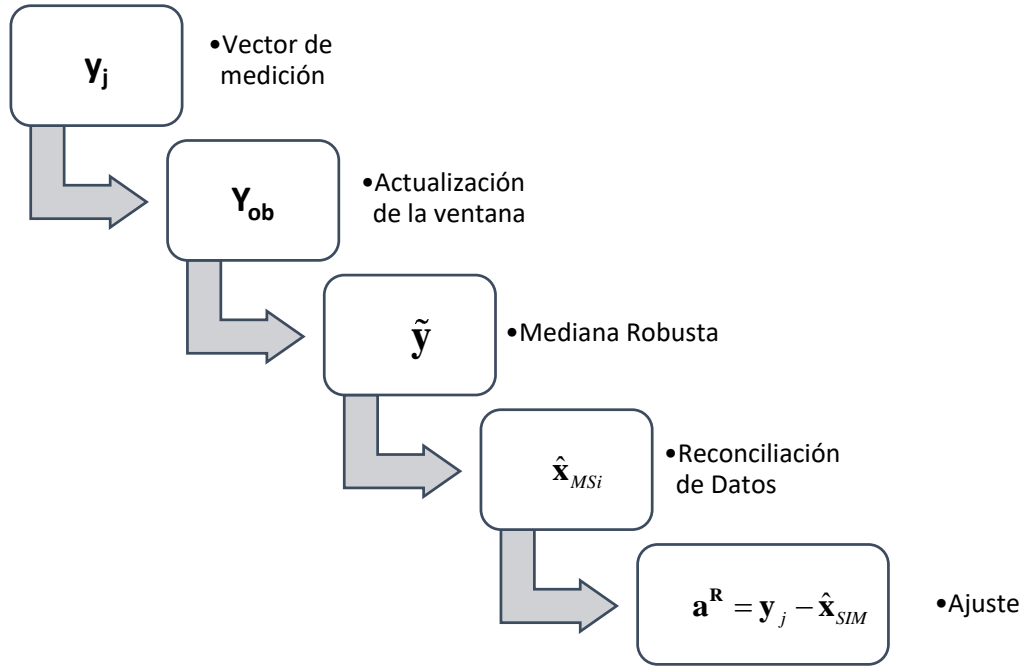 y_j
•Vector de
medición
Y_ob
•Actualización
de la ventana
ỹ
•Mediana Robusta
x̂_MSi
•Reconciliación
de Datos
a^R = y_j − x̂_SIM
•Ajuste